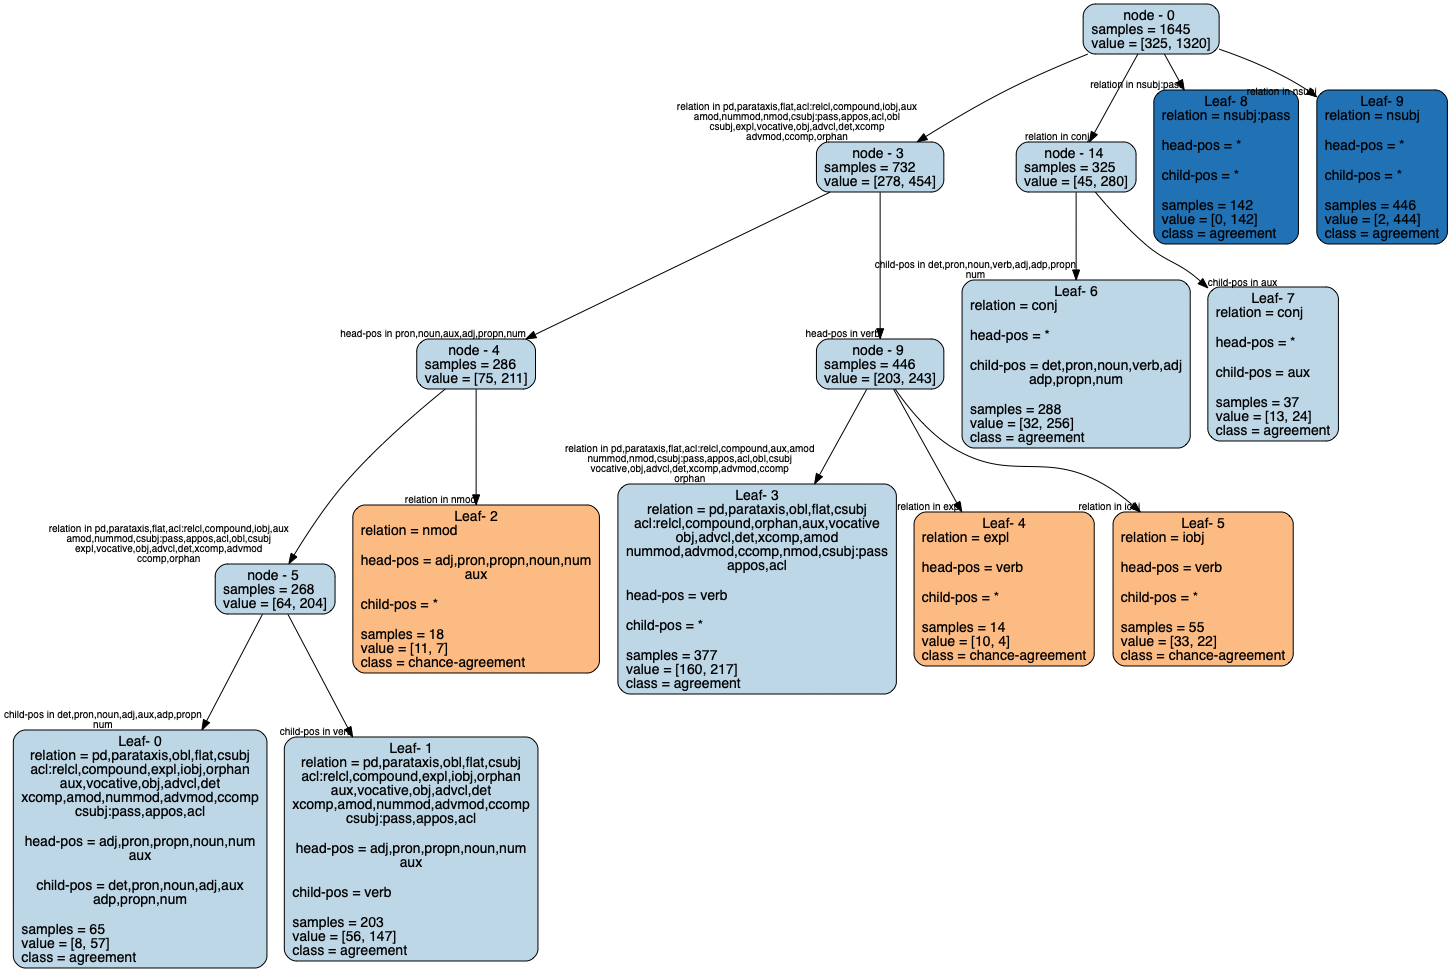 node - 0
samples = 1645
value = [325, 1320]
relation in pd,parataxis,flat,acl:relcl,compound,iobj,aux
amod,nummod,nmod,csubj:pass,appos,acl,obl
csubj,expl,vocative,obj,advcl,det,xcomp
advmod,ccomp,orphan
node - 3
samples = 732
value = [278, 454]
relation in conj
node - 14
samples = 325
value = [45, 280]
relation in nsubj:pass
Leaf- 8
relation = nsubj:pass
head-pos = *
child-pos = *
samples = 142
value = [0, 142]
class = agreement
relation in nsubj
Leaf- 9
relation = nsubj
head-pos = *
child-pos = *
samples = 446
value = [2, 444]
class = agreement
head-pos in pron,noun,aux,adj,propn,num
node - 4
samples = 286
value = [75, 211]
head-pos in verb
node - 9
samples = 446
value = [203, 243]
child-pos in det,pron,noun,verb,adj,adp,propn
num
Leaf- 6
relation = conj
head-pos = *
child-pos = det,pron,noun,verb,adj
adp,propn,num
samples = 288
value = [32, 256]
class = agreement
child-pos in aux
Leaf- 7
relation = conj
head-pos = *
child-pos = aux
samples = 37
value = [13, 24]
class = agreement
relation in pd,parataxis,flat,acl:relcl,compound,iobj,aux
amod,nummod,csubj:pass,appos,acl,obl,csubj
expl,vocative,obj,advcl,det,xcomp,advmod
ccomp,orphan
node - 5
samples = 268
value = [64, 204]
relation in nmod
Leaf- 2
relation = nmod
head-pos = adj,pron,propn,noun,num
aux
child-pos = *
samples = 18
value = [11, 7]
class = chance-agreement
relation in pd,parataxis,flat,acl:relcl,compound,aux,amod
nummod,nmod,csubj:pass,appos,acl,obl,csubj
vocative,obj,advcl,det,xcomp,advmod,ccomp
orphan
Leaf- 3
relation = pd,parataxis,obl,flat,csubj
acl:relcl,compound,orphan,aux,vocative
obj,advcl,det,xcomp,amod
nummod,advmod,ccomp,nmod,csubj:pass
appos,acl
head-pos = verb
child-pos = *
samples = 377
value = [160, 217]
class = agreement
relation in expl
Leaf- 4
relation = expl
head-pos = verb
child-pos = *
samples = 14
value = [10, 4]
class = chance-agreement
relation in iobj
Leaf- 5
relation = iobj
head-pos = verb
child-pos = *
samples = 55
value = [33, 22]
class = chance-agreement
child-pos in det,pron,noun,adj,aux,adp,propn
num
Leaf- 0
relation = pd,parataxis,obl,flat,csubj
acl:relcl,compound,expl,iobj,orphan
aux,vocative,obj,advcl,det
xcomp,amod,nummod,advmod,ccomp
csubj:pass,appos,acl
head-pos = adj,pron,propn,noun,num
aux
child-pos = det,pron,noun,adj,aux
adp,propn,num
samples = 65
value = [8, 57]
class = agreement
child-pos in verb
Leaf- 1
relation = pd,parataxis,obl,flat,csubj
acl:relcl,compound,expl,iobj,orphan
aux,vocative,obj,advcl,det
xcomp,amod,nummod,advmod,ccomp
csubj:pass,appos,acl
head-pos = adj,pron,propn,noun,num
aux
child-pos = verb
samples = 203
value = [56, 147]
class = agreement